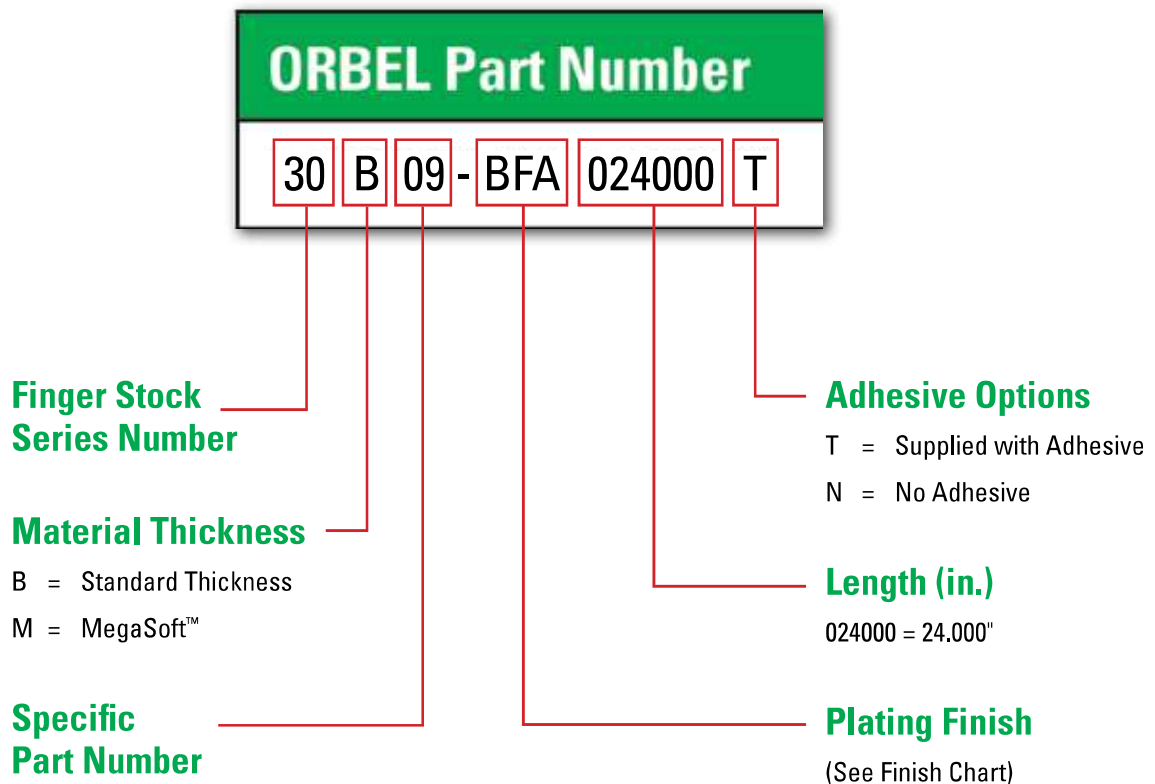 ORBEL Part Number
30 B 09 - BFA 024000 T
Finger Stock
Series Number
Material Thickness
B = Standard Thickness
M = MegaSoft™
Specific
Part Number
Adhesive Options
T = Supplied with Adhesive
N = No Adhesive
Length (in.)
024000 = 24.000"
Plating Finish
(See Finish Chart)